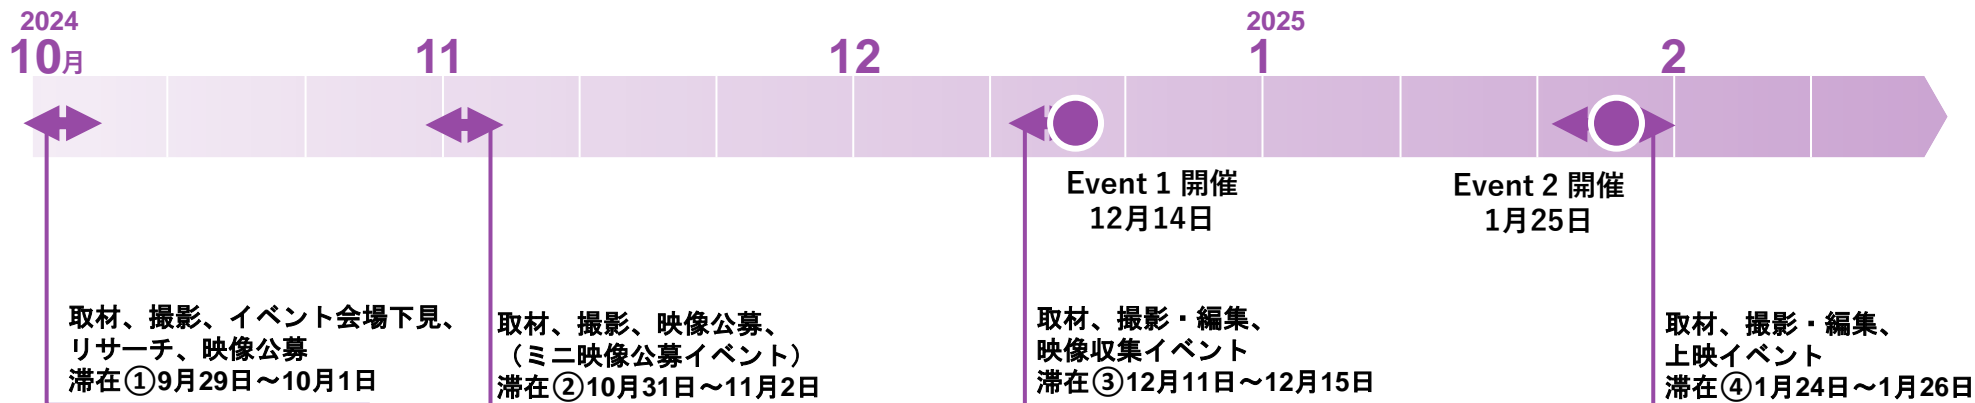 2024
10月
11
12
2025
1
2
Event 1 開催
12月14日
Event 2 開催
1月25日
取材、撮影、イベント会場下見、
リサーチ、映像公募
滞在①9月29日～10月1日
取材、撮影、映像公募、
（ミニ映像公募イベント）
滞在②10月31日～11月2日
取材、撮影・編集、
映像収集イベント
滞在③12月11日～12月15日
取材、撮影・編集、
上映イベント
滞在④1月24日～1月26日